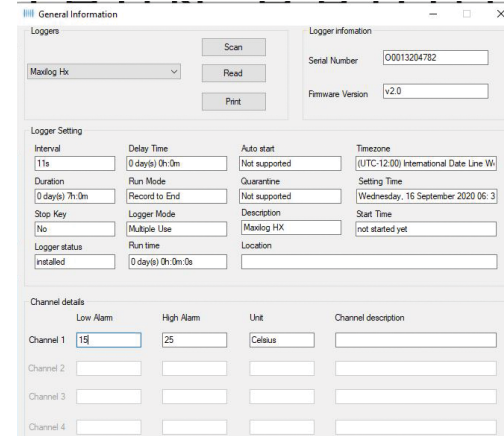 General Information
Loggers
Logger infomation
Scan
Serial Number O0013204782
Maxilog Hx
Read
Firmware Version v2.0
Print
Logger Setting
Interval Delay Time Auto start Timezone
11s 0 day(s) 0h:0m Not supported (UTC-12:00) International Date Line W
Duration Run Mode Quarantine Setting Time
0 day(s) 7h:0m Record to End Not supported Wednesday, 16 September 2020 06: 3
Stop Key Logger Mode Description Start Time
No Multiple Use Maxilog HX not started yet
Logger status Run time Location
installed 0 day(s) 0h:0m:0s
Channel details
Low Alarm High Alarm Unit Channel description
Channel 1 15 25 Celsius
Channel 2
Channel 3
Channel 4